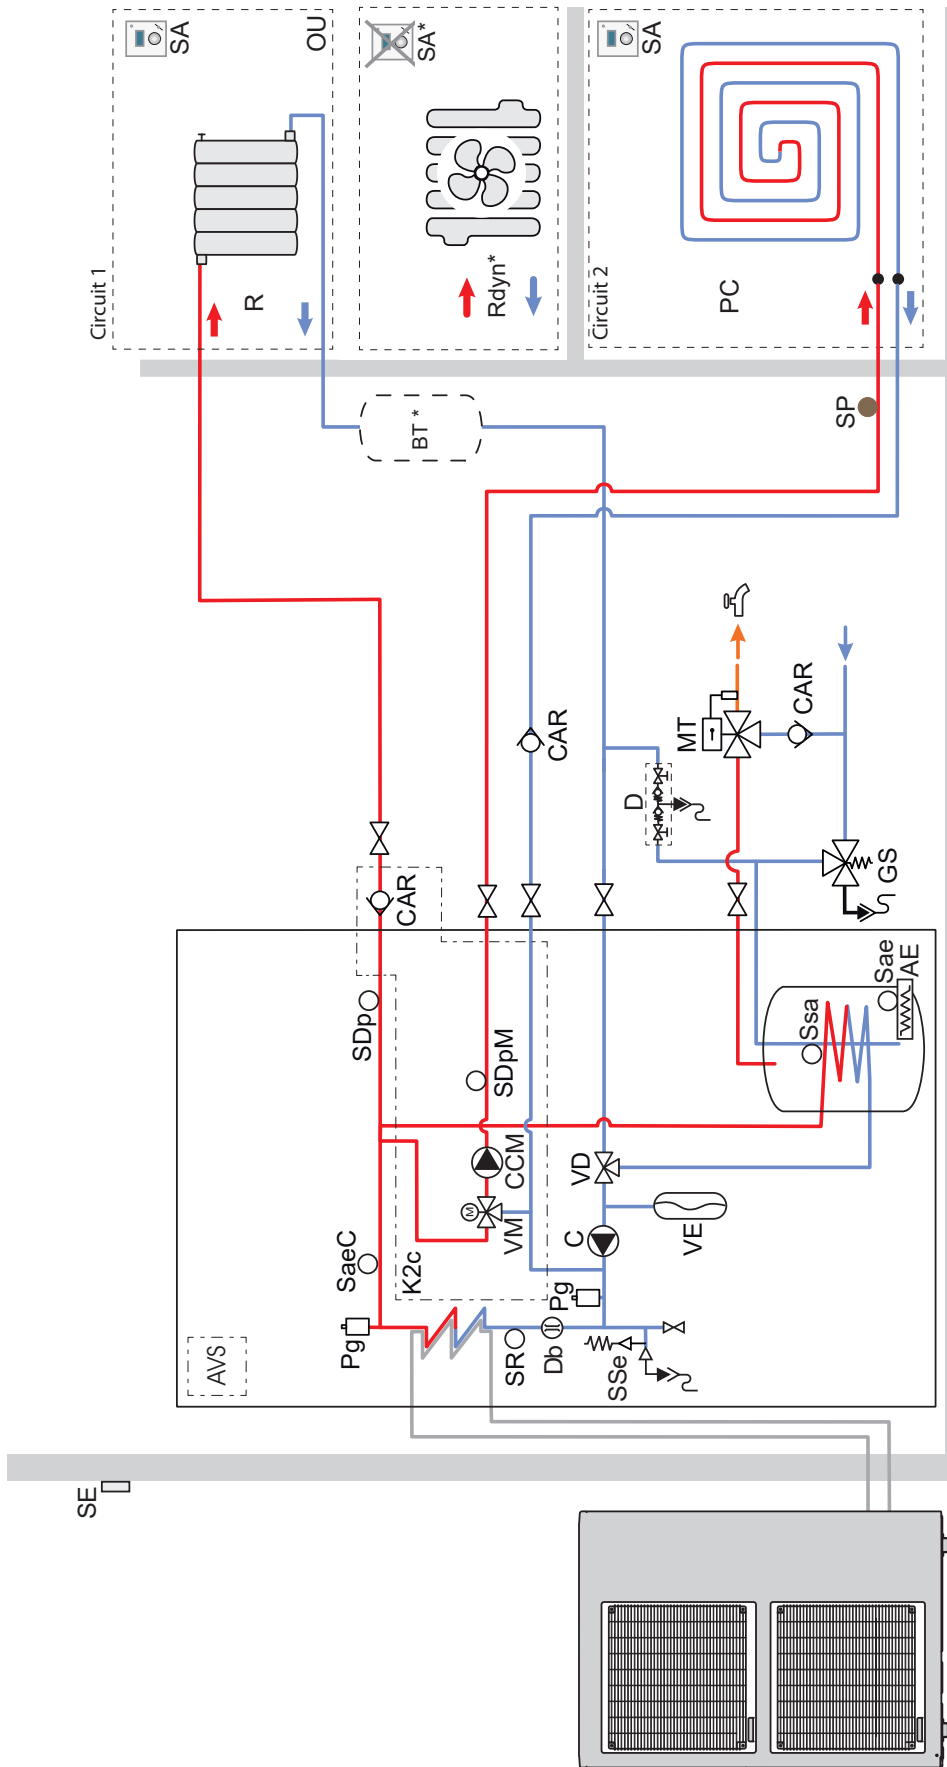 SE
AVS
Pg
SaeC
SDp
CAR
K2c
VM
CCM
SDpM
SR
Db
Pg
SSe
C
VD
VE
Ssa
Sae
AE
GS
CAR
D
MT
CAR
BT *
SP
Circuit 1
R
SA
OU
Rdyn*
SA*
Circuit 2
PC
SA
M